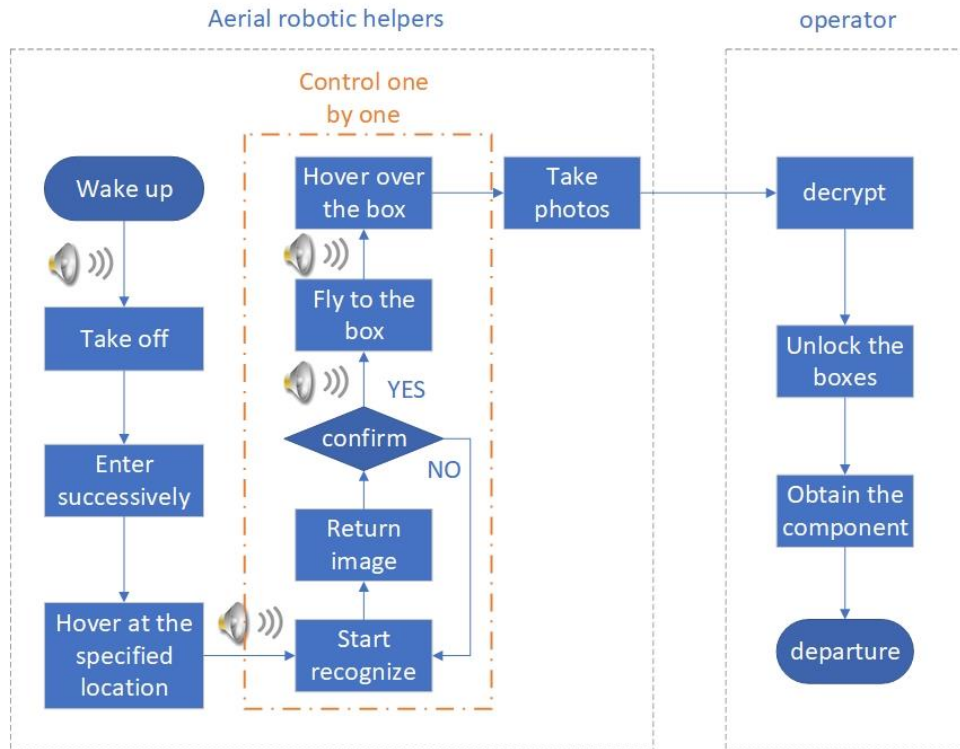 Aerial robotic helpers
operator
Control one
by one
Wake up
Take off
Enter
successively
Hover at the
specified
location
Start
recognize
Return
image
confirm
YES
NO
Fly to the
box
Hover over
the box
Take
photos
decrypt
Unlock the
boxes
Obtain the
component
departure